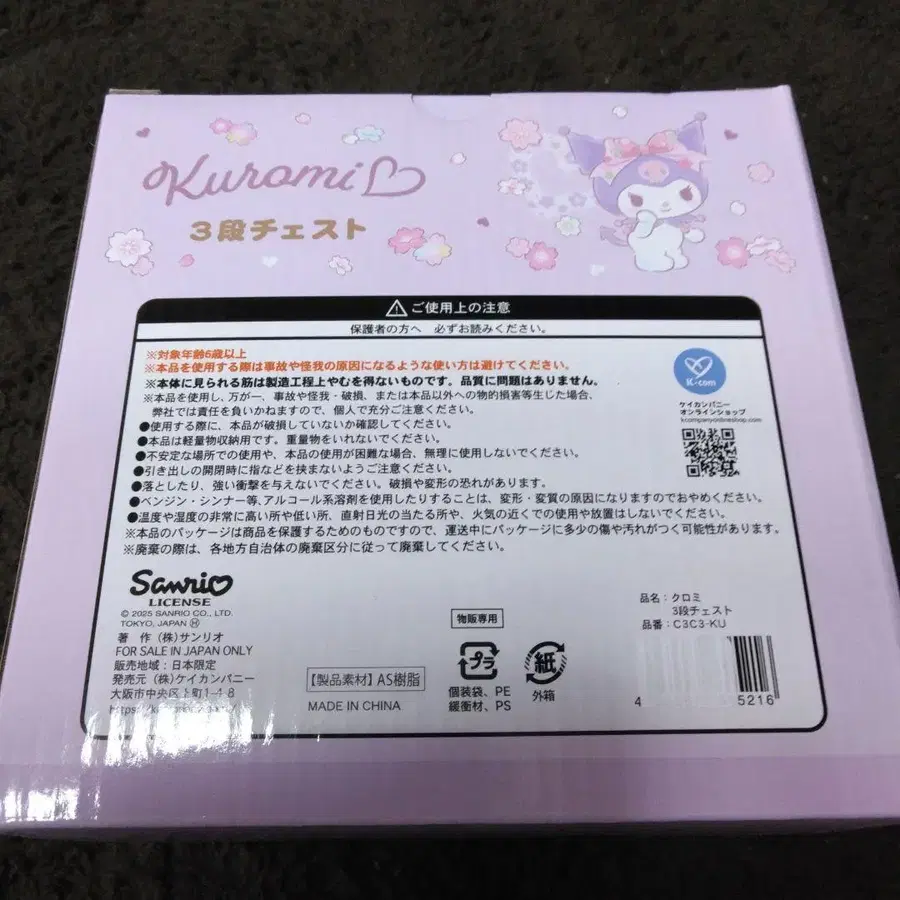 Kuromi
3段チェスト
ご使用上の注意
保護者の方へ 必ずお読みください。
※対象年齢6歳以上
※本品を使用する際は事故や怪我の原因になるような使い方は避けてください。
※本体に見られる筋は製造工程上やむを得ないものです。品質に問題はありません。
※本品を使用し、万が一、事故や怪我・破損、または本品以外への物的損害等生じた場合、
弊社では責任を負いかねますので、個人で充分ご注意ください。
●使用する際に、本品が破損していないか確認してください。
●本品は軽量物収納用です。重量物をいれないでください。
●不安定な場所での使用や、本品の使用が困難な場合、無理に使用しないでください。
●引き出しの開閉時に指などを挟まないようご注意ください。
●落としたり、強い衝撃を与えないでください。破損や変形の恐れがあります。
●ベンジン・シンナー等、アルコール系溶剤を使用したりすることは、変形・変質の原因になりますのでおやめください。
●温度や湿度の非常に高い所や低い所、直射日光の当たる所や、火気の近くでの使用や放置はしないでください。
※本品のパッケージは商品を保護するためのものですので、運送中にパッケージに多少の傷や汚れがつく可能性があります。
※廃棄の際は、各地方自治体の廃棄区分に従って廃棄してください。
K-com
ケイカンパニー
オンラインショップ
kcompany-onlineshop.com
Sanrio
LICENSE
© 2025 SANRIO CO., LTD.
TOKYO, JAPAN Ⓗ
著 作 (株)サンリオ
FOR SALE IN JAPAN ONLY
販売地域:日本限定
発売元 (株)ケイカンパニー
大阪市中央区上町1-4-8
【製品素材】AS樹脂
MADE IN CHINA
物販専用
プラ
個装袋、PE
緩衝材、PS
紙
外箱
品名:クロミ
3段チェスト
品番:C3C3-KU
4
5216